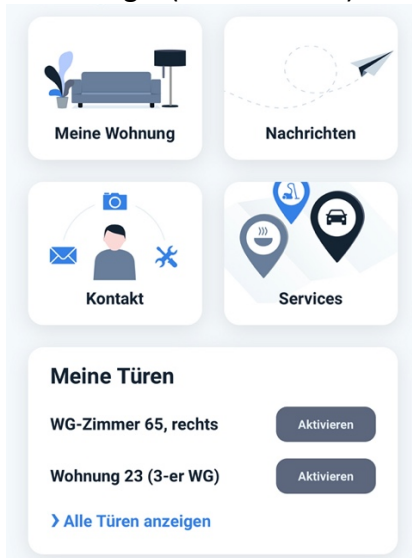 Meine Wohnung
Nachrichten
Kontakt
Services
Meine Türen
WG-Zimmer 65, rechts
Aktivieren
Wohnung 23 (3-er WG)
Aktivieren
❯ Alle Türen anzeigen